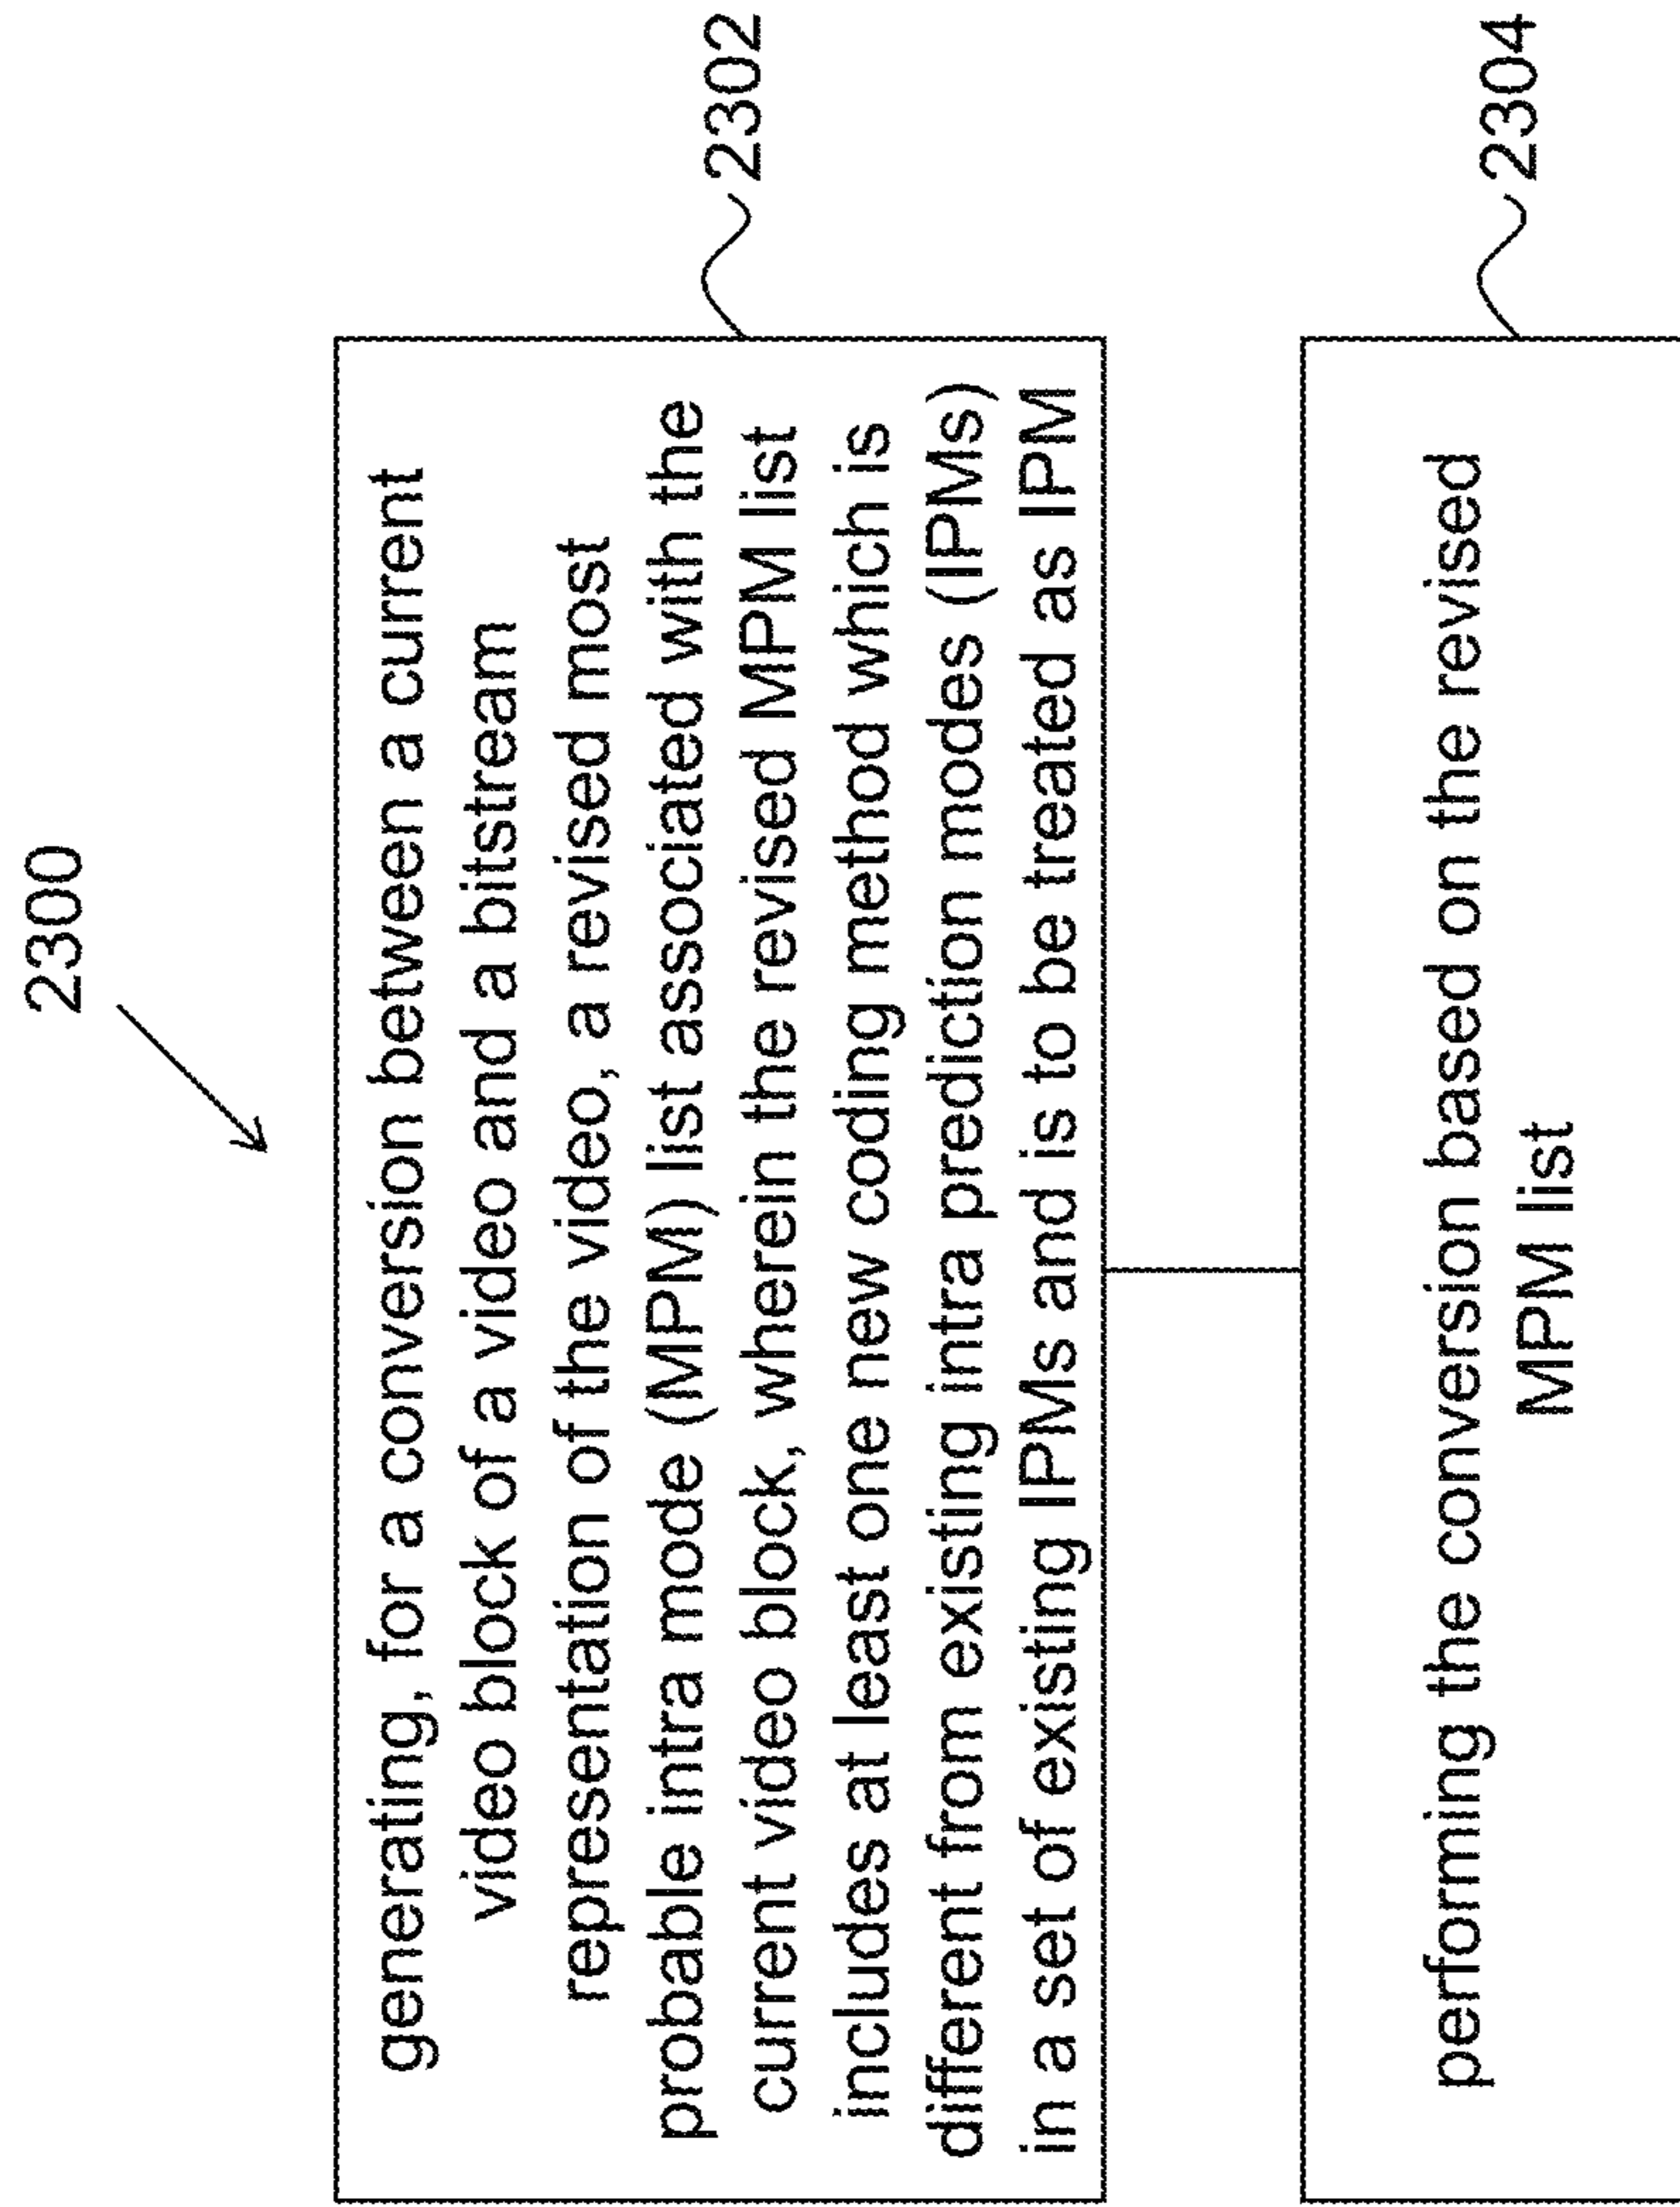 2300
generating, for a conversion between a current
video block of a video and a bitstream
representation of the video, a revised most
probable intra mode (MPM) list associated with the
current video block, wherein the revised MPM list
includes at least one new coding method which is
different from existing intra prediction modes (IPMs)
in a set of existing IPMs and is to be treated as IPM
2302
performing the conversion based on the revised
MPM list
2304